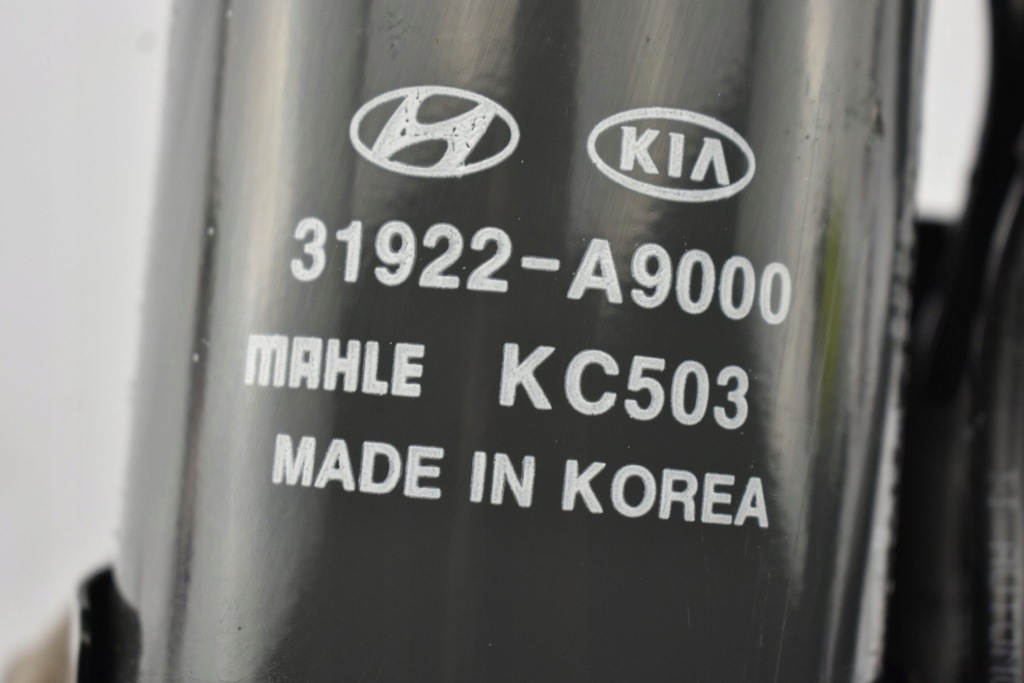 KIA
31922-A9000
MAHLE KC503
MADE IN KOREA